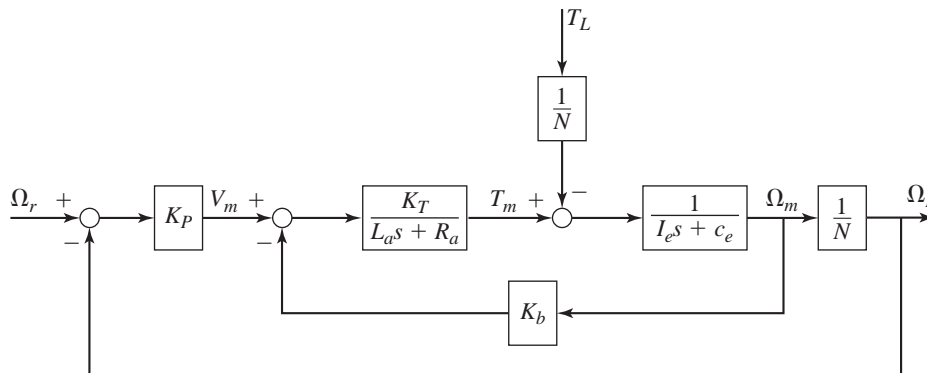 T_L
1/N
Ω_r + −
K_P
V_m + −
K_T / (L_a s + R_a)
T_m + −
1 / (I_e s + c_e)
Ω_m
1/N
K_b